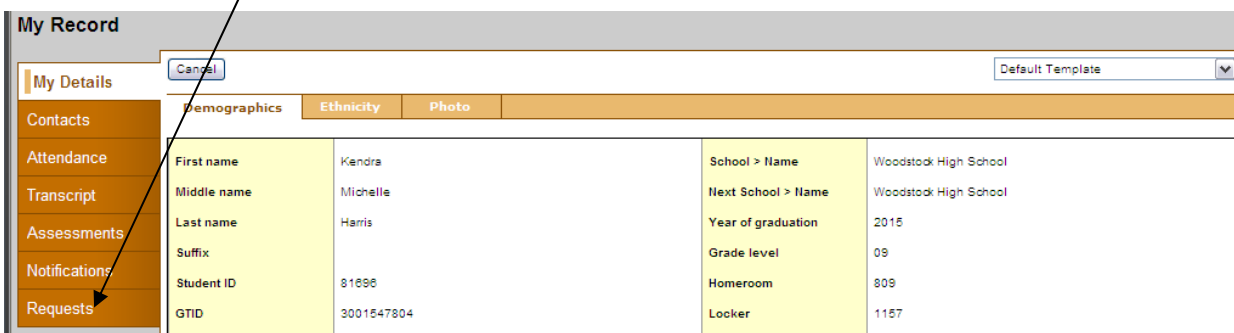 My Record
My Details
Contacts
Attendance
Transcript
Assessments
Notifications
Requests
Cancel
Default Template
Demographics Ethnicity Photo
First name Kendra School > Name Woodstock High School
Middle name Michelle Next School > Name Woodstock High School
Last name Harris Year of graduation 2015
Suffix Grade level 09
Student ID 81696 Homeroom 809
GTID 3001547804 Locker 1157